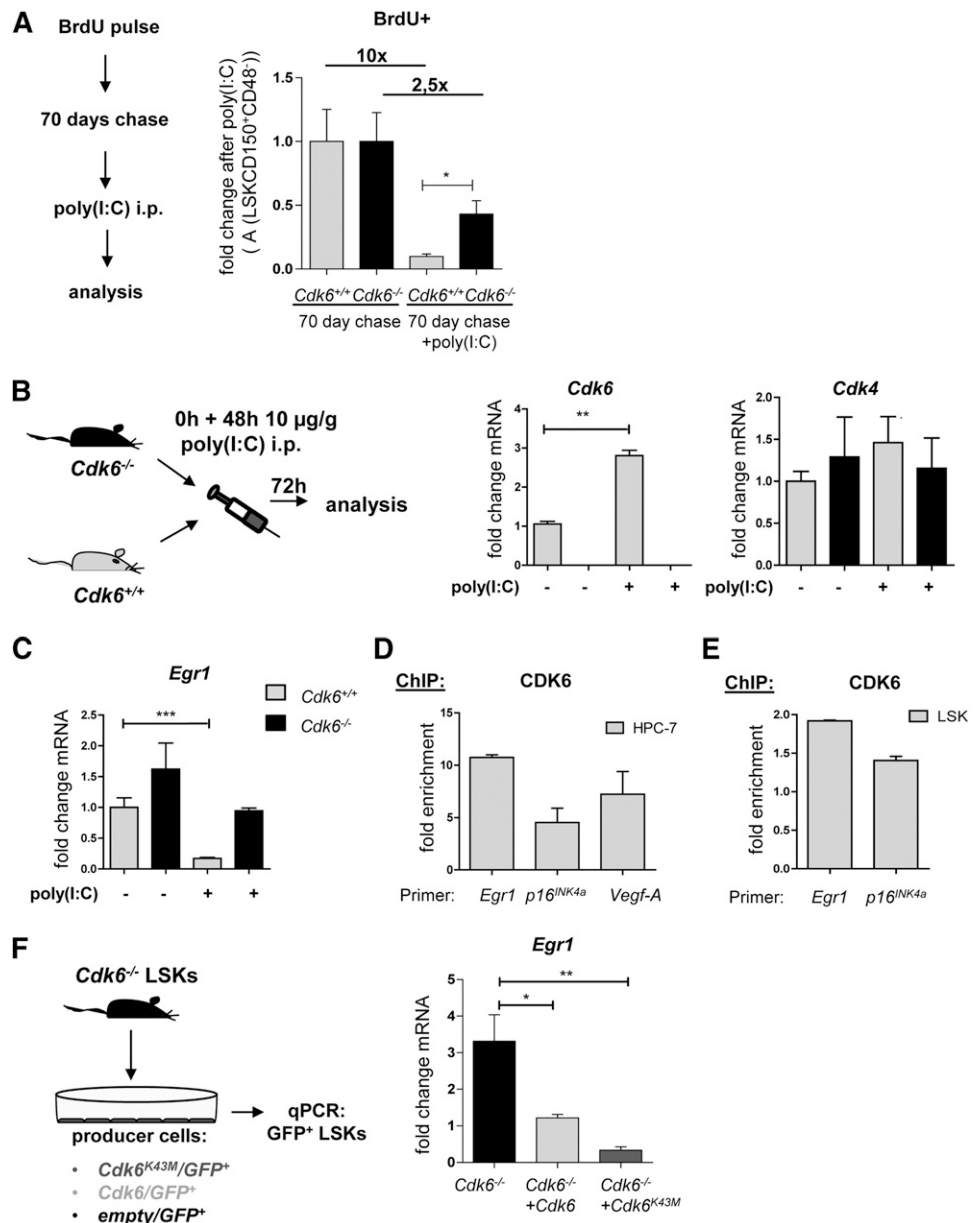 A
BrdU pulse
70 days chase
poly(I:C) i.p.
analysis
BrdU+
fold change after poly(I:C)
( A (LSKCD150⁺CD48⁻))
10x
2,5x
*
1.0
0.5
0.0
Cdk6⁺/⁺ Cdk6⁻/⁻ Cdk6⁺/⁺ Cdk6⁻/⁻
70 day chase
70 day chase
+poly(I:C)
B
Cdk6⁻/⁻
Cdk6⁺/⁺
0h + 48h 10 µg/g
poly(I:C) i.p.
72h
analysis
Cdk6
fold change mRNA
**
4
3
2
1
0
poly(I:C) - - + +
Cdk4
fold change mRNA
2.0
1.5
1.0
0.5
0.0
poly(I:C) - - + +
C
Egr1
fold change mRNA
***
2.5
2.0
1.5
1.0
0.5
0.0
poly(I:C) - - + +
Cdk6⁺/⁺
Cdk6⁻/⁻
D
ChIP: CDK6
fold enrichment
15
10
5
0
HPC-7
Primer: Egr1 p16ᴵᴺᴷ⁴ᵃ Vegf-A
E
ChIP: CDK6
fold enrichment
2.0
1.5
1.0
0.5
0.0
LSK
Primer: Egr1 p16ᴵᴺᴷ⁴ᵃ
F
Cdk6⁻/⁻ LSKs
producer cells:
• Cdk6ᴷ⁴³ᴹ/GFP⁺
• Cdk6/GFP⁺
• empty/GFP⁺
qPCR:
GFP⁺ LSKs
Egr1
fold change mRNA
**
*
5
4
3
2
1
0
Cdk6⁻/⁻ Cdk6⁻/⁻ Cdk6⁻/⁻
+Cdk6 +Cdk6ᴷ⁴³ᴹ